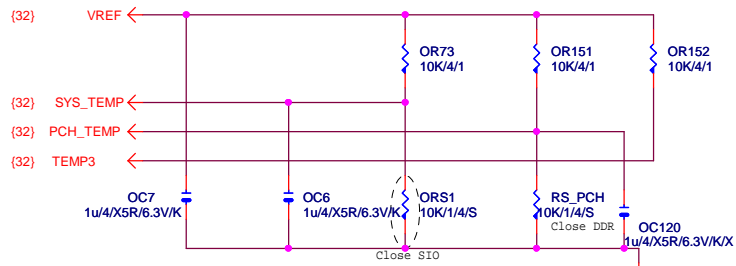 {32} VREF
OR73
10K/4/1
OR151
10K/4/1
OR152
10K/4/1
{32} SYS_TEMP
{32} PCH_TEMP
{32} TEMP3
OC7
1u/4/X5R/6.3V/K
OC6
1u/4/X5R/6.3V/K
ORS1
10K/1/4/S
RS_PCH
10K/1/4/S
Close DDR
OC120
1u/4/X5R/6.3V/K/X
Close SIO